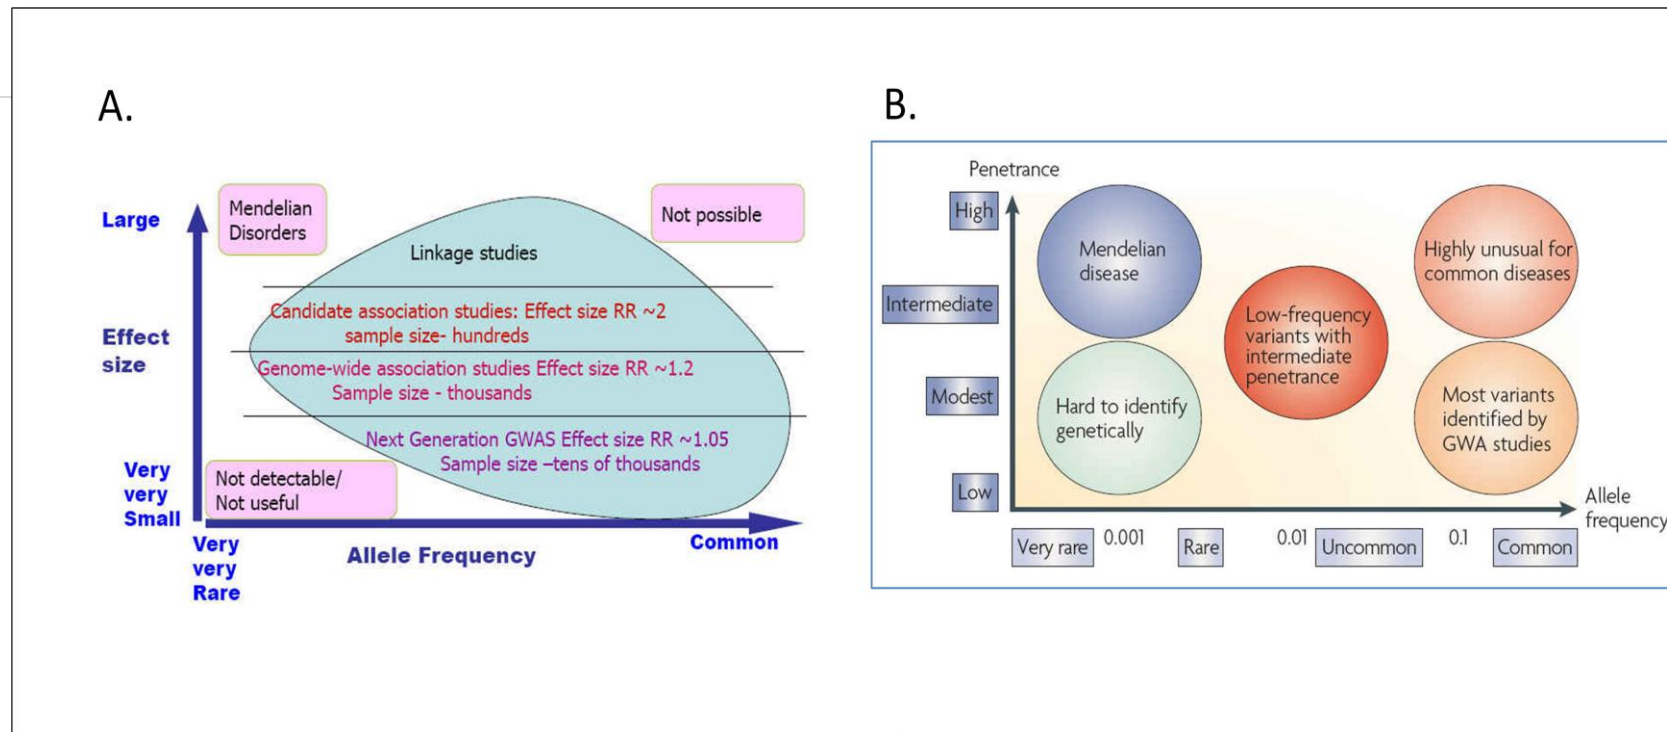 A.
Large
Effect
size
Very
very
Small
Mendelian
Disorders
Not possible
Linkage studies
Candidate association studies: Effect size RR ~2
sample size- hundreds
Genome-wide association studies Effect size RR ~1.2
Sample size - thousands
Next Generation GWAS Effect size RR ~1.05
Sample size –tens of thousands
Not detectable/
Not useful
Very
very
Rare
Allele Frequency
Common
B.
Penetrance
High
Intermediate
Modest
Low
Mendelian
disease
Highly unusual for
common diseases
Low-frequency
variants with
intermediate
penetrance
Hard to identify
genetically
Most variants
identified by
GWA studies
Allele
frequency
Very rare
0.001
Rare
0.01
Uncommon
0.1
Common